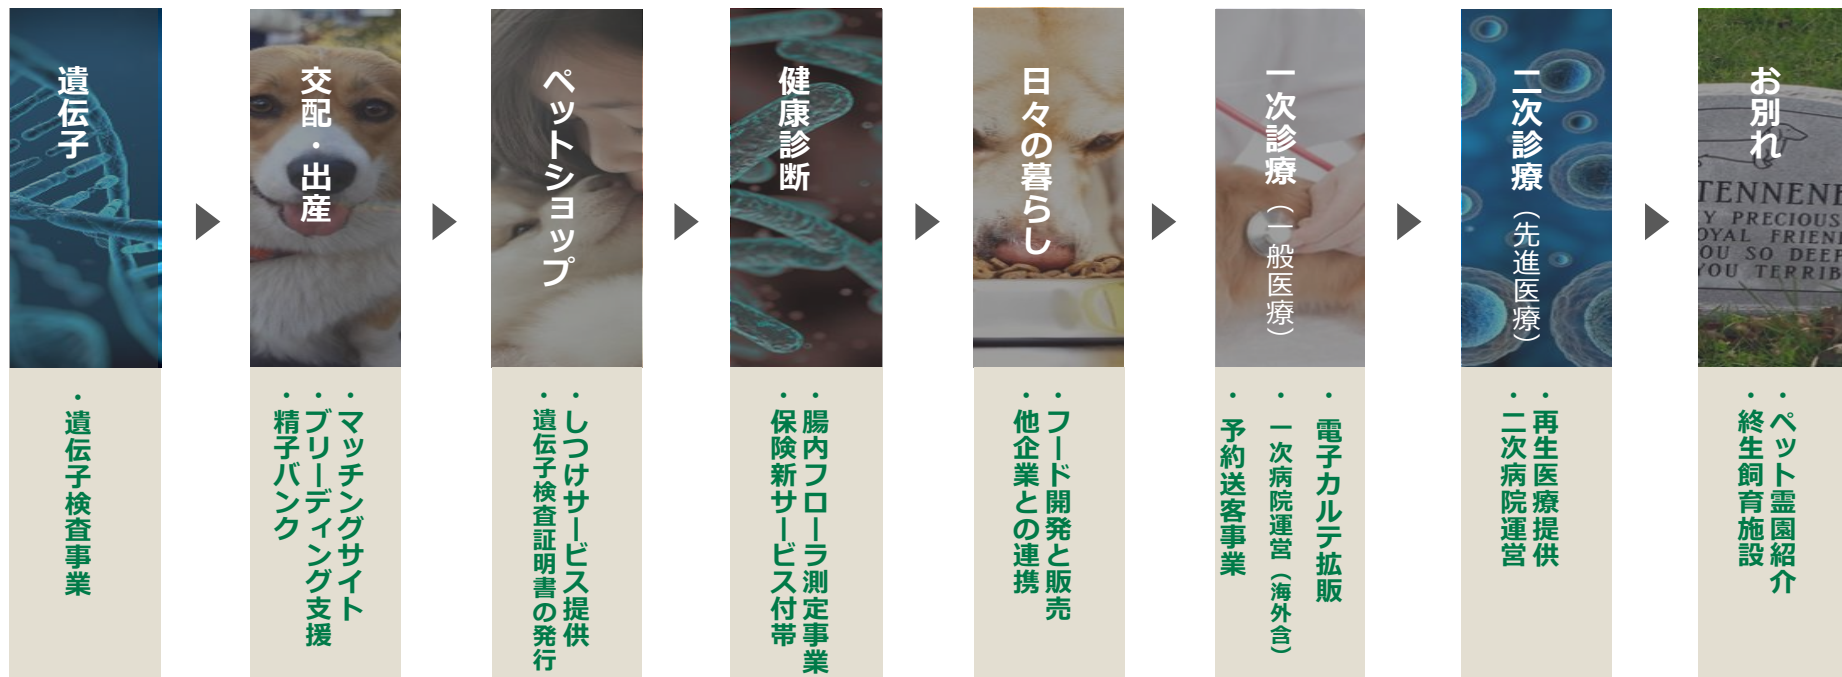 遺伝子
・遺伝子検査事業
交配・出産
・マッチングサイト
・ブリーディング支援
・精子バンク
ペットショップ
・しつけサービス提供
・遺伝子検査証明書の発行
健康診断
・腸内フローラ測定事業
・保険新サービス付帯
日々の暮らし
・フード開発と販売
・他企業との連携
一次診療（一般医療）
・電子カルテ拡販
・一次病院運営（海外含）
・予約送客事業
二次診療（先進医療）
・再生医療提供
・二次病院運営
お別れ
TENNENE
Y PRECIOUS
OYAL FRIEN
OU SO DEEP
YOU TERRIB
・ペット霊園紹介
・終生飼育施設